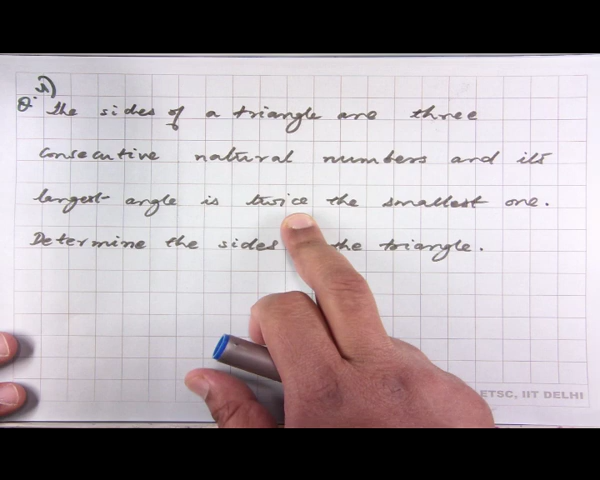 Q. ii) The sides of a triangle are three
consecutive natural numbers and its
largest angle is twice the smallest one.
Determine the sides the triangle.
ETSC, IIT DELHI